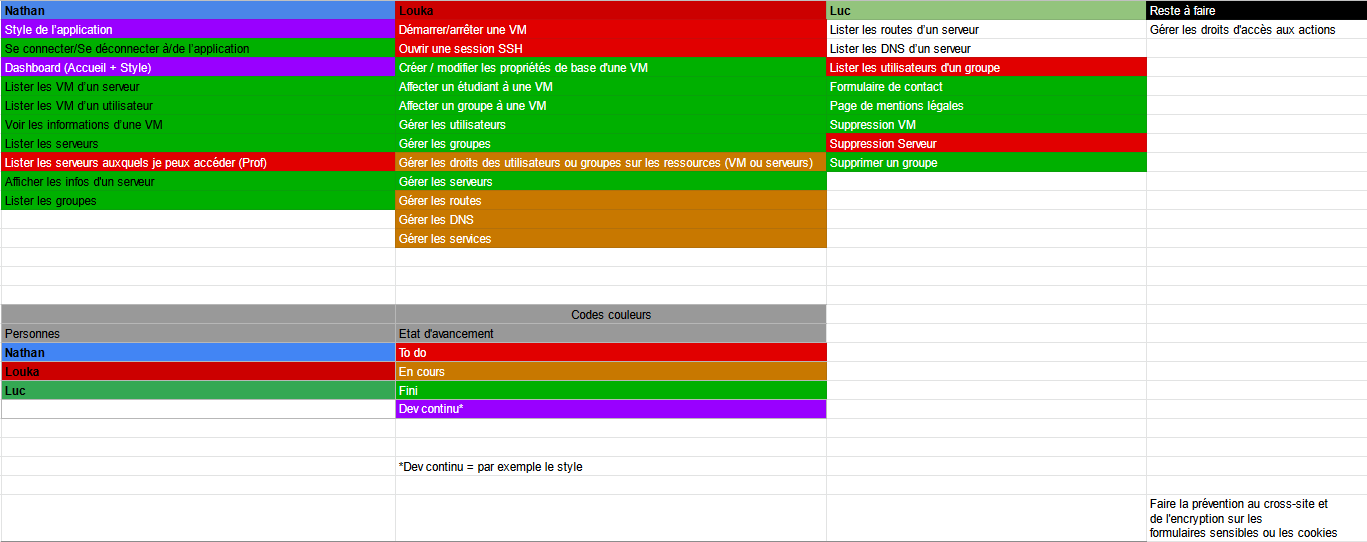 Nathan
Louka
Luc
Reste à faire
Style de l'application
Démarrer/arrêter une VM
Lister les routes d'un serveur
Gérer les droits d'accès aux actions
Se connecter/Se déconnecter à/de l'application
Ouvrir une session SSH
Lister les DNS d'un serveur
Dashboard (Accueil + Style)
Créer / modifier les propriétés de base d'une VM
Lister les utilisateurs d'un groupe
Lister les VM d'un serveur
Affecter un étudiant à une VM
Formulaire de contact
Lister les VM d'un utilisateur
Affecter un groupe à une VM
Page de mentions légales
Voir les informations d'une VM
Gérer les utilisateurs
Suppression VM
Lister les serveurs
Gérer les groupes
Suppression Serveur
Lister les serveurs auxquels je peux accéder (Prof)
Gérer les droits des utilisateurs ou groupes sur les ressources (VM ou serveurs)
Supprimer un groupe
Afficher les infos d'un serveur
Gérer les serveurs
Lister les groupes
Gérer les routes
Gérer les DNS
Gérer les services
Codes couleurs
Personnes
Etat d'avancement
Nathan
To do
Louka
En cours
Luc
Fini
Dev continu*
*Dev continu = par exemple le style
Faire la prévention au cross-site et
de l'encryption sur les
formulaires sensibles ou les cookies